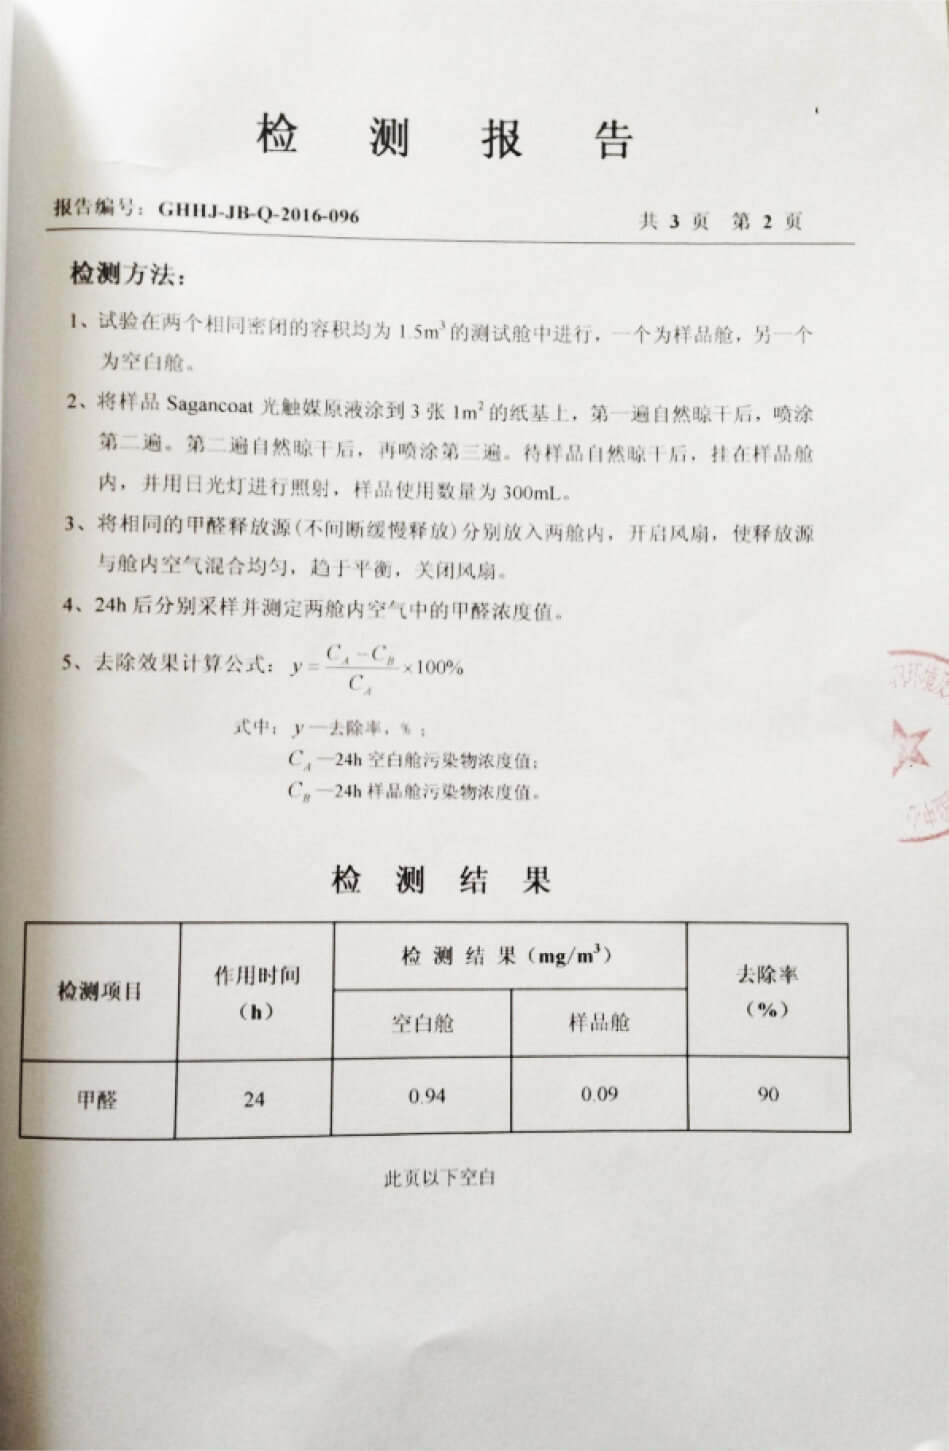 检 测 报 告
报告编号：GHHJ-JB-Q-2016-096
共 3 页 第 2 页
检测方法：
1、试验在两个相同密闭的容积均为 1.5m³ 的测试舱中进行，一个为样品舱，另一个
为空白舱。
2、将样品 Sagancoat 光触媒原液涂到 3 张 1m² 的纸基上，第一遍自然晾干后，喷涂
第二遍。第二遍自然晾干后，再喷涂第三遍。待样品自然晾干后，挂在样品舱
内，并用日光灯进行照射，样品使用数量为 300mL。
3、将相同的甲醛释放源(不间断缓慢释放)分别放入两舱内，开启风扇，使释放源
与舱内空气混合均匀，趋于平衡，关闭风扇。
4、24h 后分别采样并测定两舱内空气中的甲醛浓度值。
5、去除效果计算公式：y = (C_A − C_B) / C_A ×100%
式中：y—去除率，%；
C_A—24h 空白舱污染物浓度值；
C_B—24h 样品舱污染物浓度值。
检 测 结 果
检测项目 作用时间（h） 检 测 结 果（mg/m³） 去除率（%）
空白舱 样品舱
甲醛 24 0.94 0.09 90
此页以下空白
环境及
中心